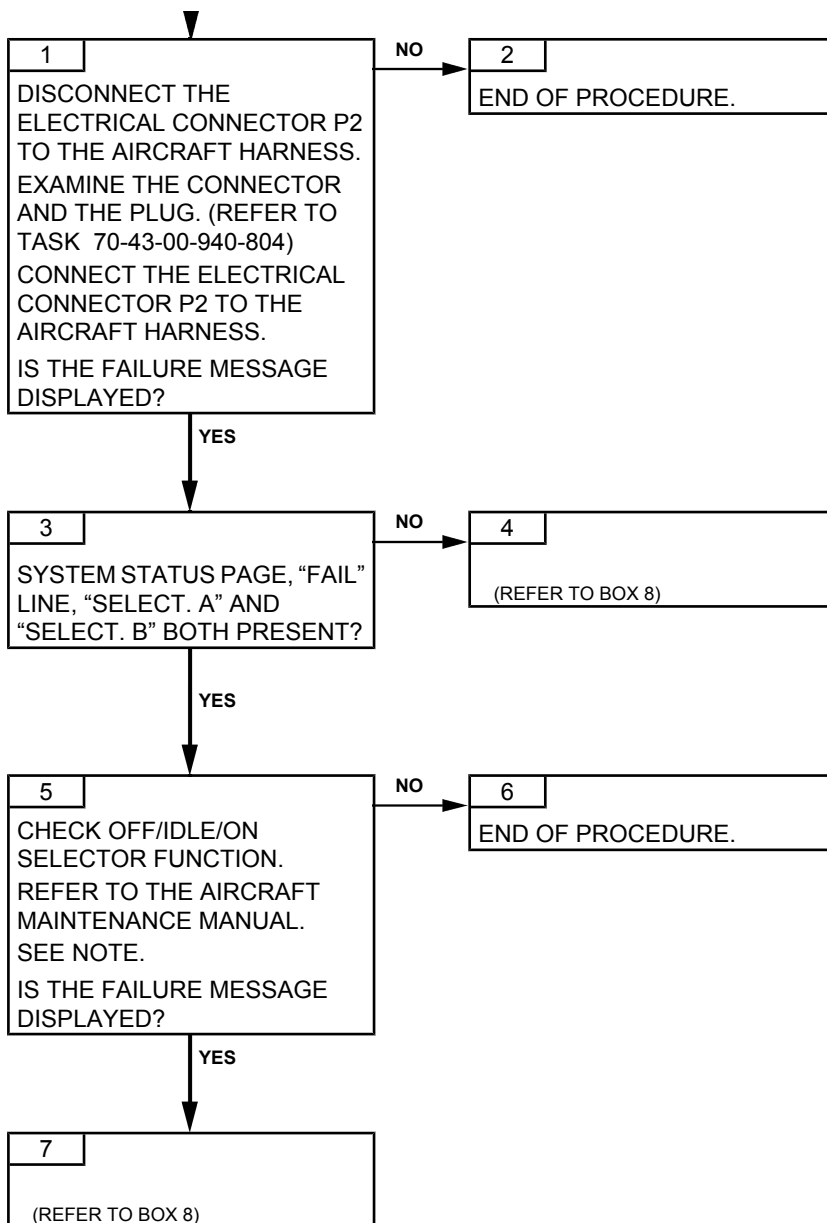 1
DISCONNECT THE
ELECTRICAL CONNECTOR P2
TO THE AIRCRAFT HARNESS.
EXAMINE THE CONNECTOR
AND THE PLUG. (REFER TO
TASK 70-43-00-940-804)
CONNECT THE ELECTRICAL
CONNECTOR P2 TO THE
AIRCRAFT HARNESS.
IS THE FAILURE MESSAGE
DISPLAYED?
NO
2
END OF PROCEDURE.
YES
3
SYSTEM STATUS PAGE, “FAIL”
LINE, “SELECT. A” AND
“SELECT. B” BOTH PRESENT?
NO
4
(REFER TO BOX 8)
YES
5
CHECK OFF/IDLE/ON
SELECTOR FUNCTION.
REFER TO THE AIRCRAFT
MAINTENANCE MANUAL.
SEE NOTE.
IS THE FAILURE MESSAGE
DISPLAYED?
NO
6
END OF PROCEDURE.
YES
7
(REFER TO BOX 8)